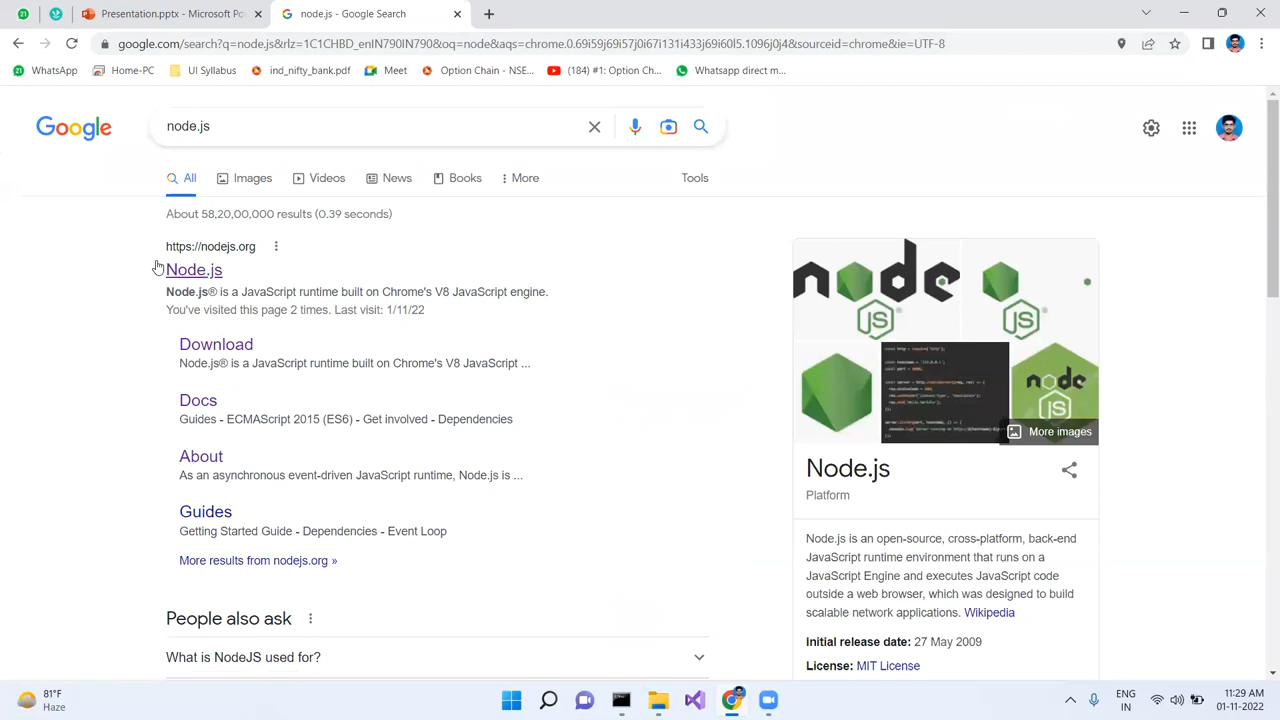 21
Presentation.pptx - Microsoft Pow
node.js - Google Search
google.com/search?q=node.js&rlz=1C1CHBD_enIN790IN790&oq=node&aqs=chrome.0.69i59j69i57j0i67i131i433j69i60l5.1096j0j4&sourceid=chrome&ie=UTF-8
21 WhatsApp Home-PC UI Syllabus ind_nifty_bank.pdf Meet Option Chain - NSE... (184) #1: Option Ch... Whatsapp direct m...
Google
node.js
All Images Videos News Books More Tools
About 58,20,00,000 results (0.39 seconds)
https://nodejs.org
Node.js
Node.js® is a JavaScript runtime built on Chrome's V8 JavaScript engine.
You've visited this page 2 times. Last visit: 1/11/22
Download
runtime built on Chrome's V8 ...
cript 2015 (ES6) - Get Involved - Downloads
About
As an asynchronous event-driven JavaScript runtime, Node.js is ...
Guides
Getting Started Guide - Dependencies - Event Loop
More results from nodejs.org »
People also ask
What is NodeJS used for?
node
JS
JS
node
JS
More images
Node.js
Platform
Node.js is an open-source, cross-platform, back-end
JavaScript runtime environment that runs on a
JavaScript Engine and executes JavaScript code
outside a web browser, which was designed to build
scalable network applications. Wikipedia
Initial release date: 27 May 2009
License: MIT License
81°F
Haze
ENG
IN
11:29 AM
01-11-2022